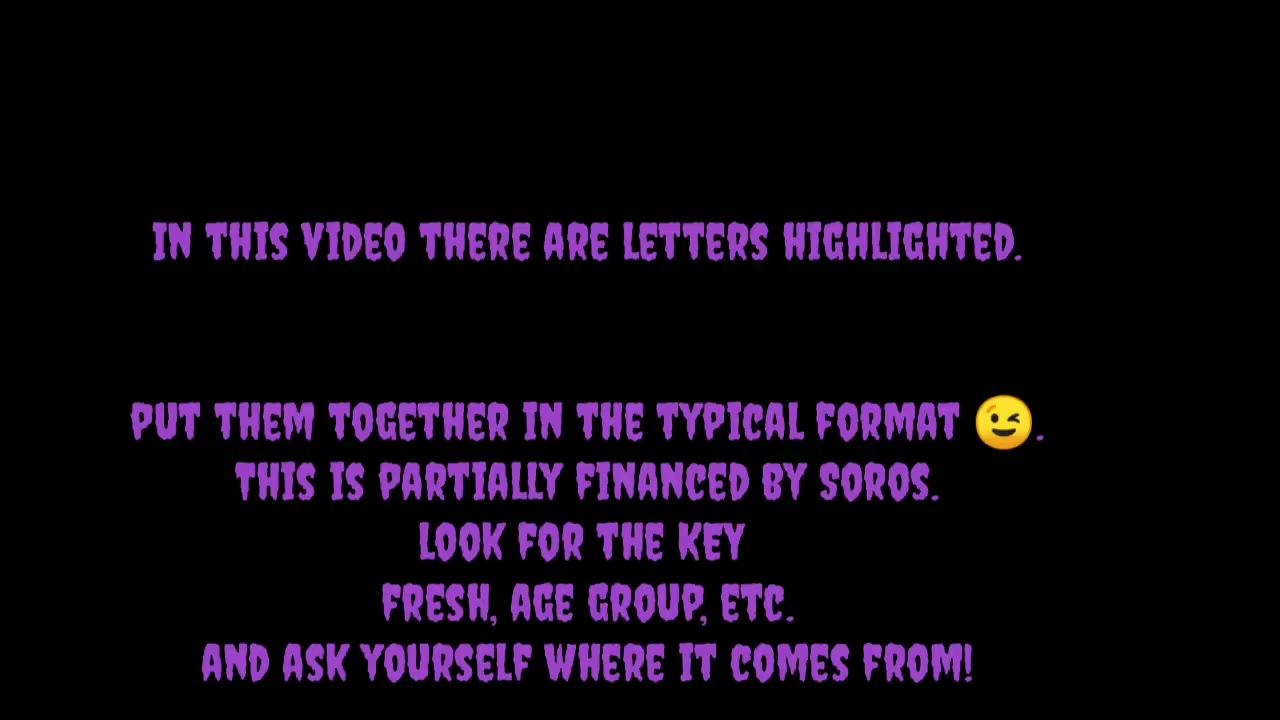 IN THIS VIDEO THERE ARE LETTERS HIGHLIGHTED.
PUT THEM TOGETHER IN THE TYPICAL FORMAT 😉.
THIS IS PARTIALLY FINANCED BY SOROS.
LOOK FOR THE KEY
FRESH, AGE GROUP, ETC.
AND ASK YOURSELF WHERE IT COMES FROM!